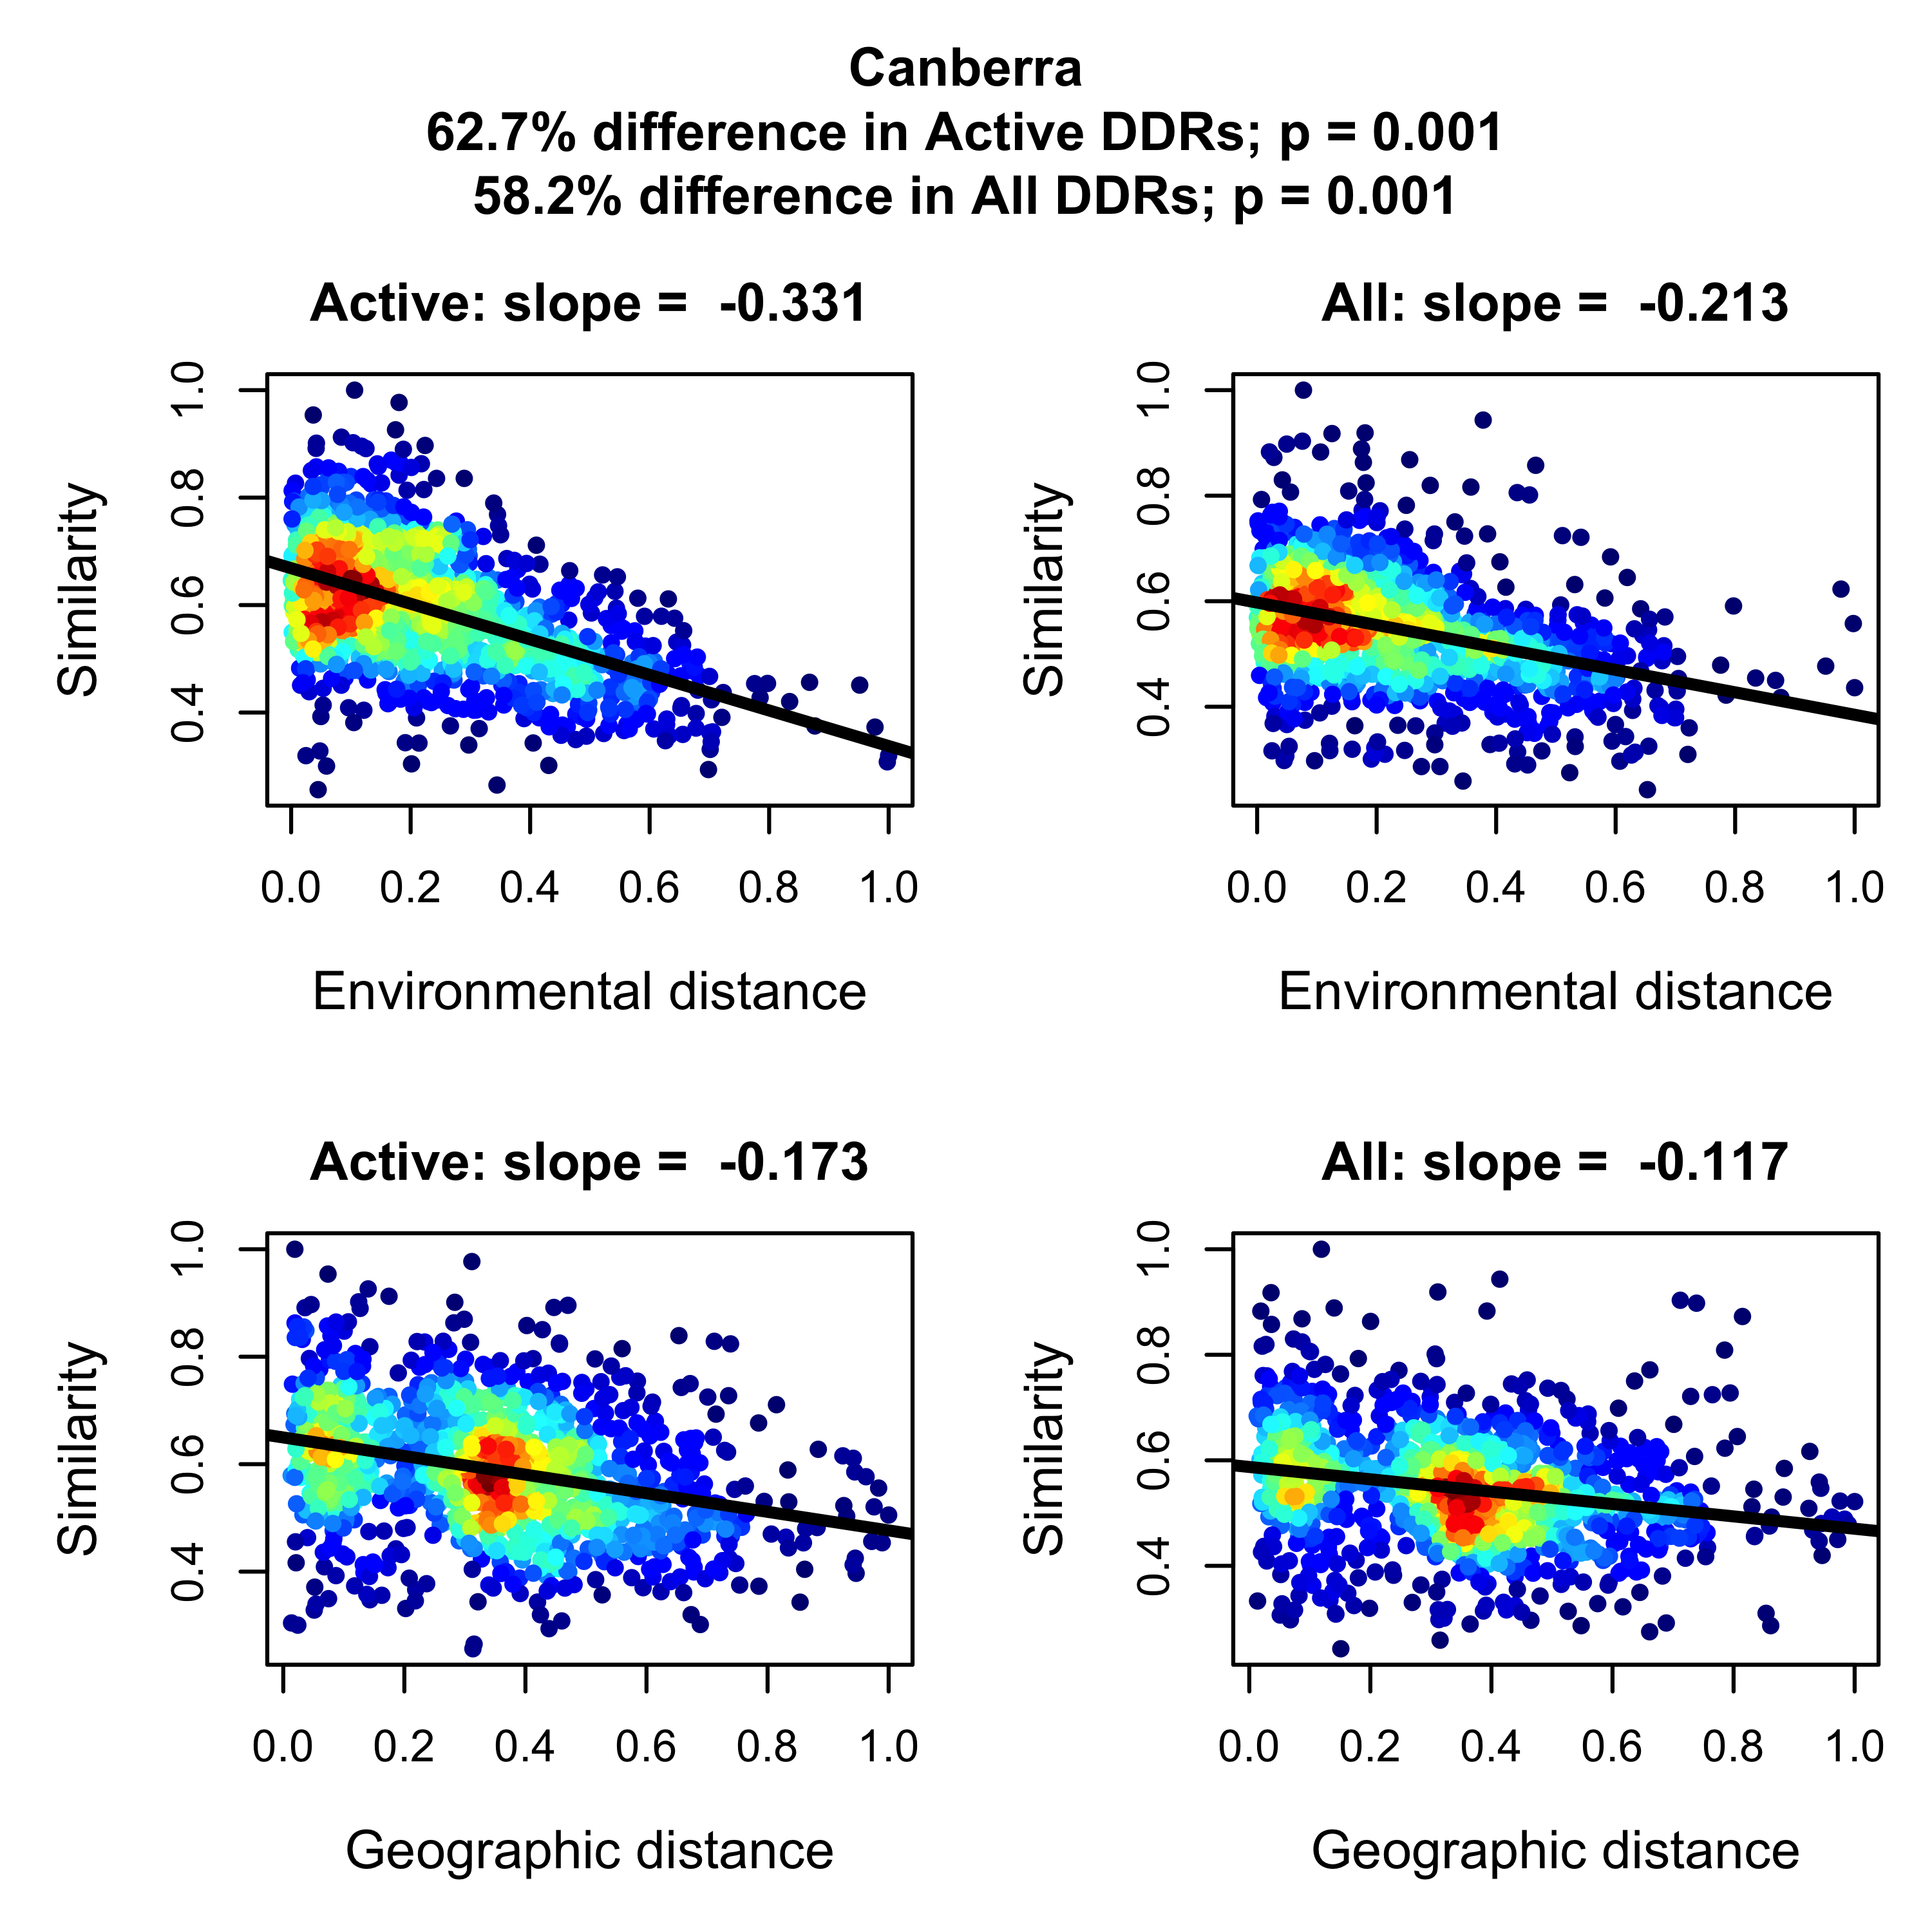 Canberra
62.7% difference in Active DDRs; p = 0.001
58.2% difference in All DDRs; p = 0.001
Active: slope =  -0.331
Similarity
1.0
0.8
0.6
0.4
0.0 0.2 0.4 0.6 0.8 1.0
Environmental distance
All: slope =  -0.213
Similarity
1.0
0.8
0.6
0.4
0.0 0.2 0.4 0.6 0.8 1.0
Environmental distance
Active: slope =  -0.173
Similarity
1.0
0.8
0.6
0.4
0.0 0.2 0.4 0.6 0.8 1.0
Geographic distance
All: slope =  -0.117
Similarity
1.0
0.8
0.6
0.4
0.0 0.2 0.4 0.6 0.8 1.0
Geographic distance